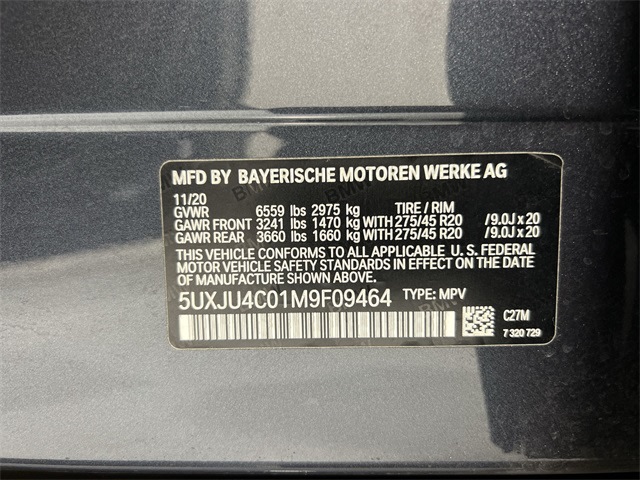 MFD BY BAYERISCHE MOTOREN WERKE AG
11/20
GVWR 6559 lbs 2975 kg TIRE / RIM
GAWR FRONT 3241 lbs 1470 kg WITH 275/45 R20 /9.0J x 20
GAWR REAR 3660 lbs 1660 kg WITH 275/45 R20 /9.0J x 20
THIS VEHICLE CONFORMS TO ALL APPLICABLE U. S. FEDERAL
MOTOR VEHICLE SAFETY STANDARDS IN EFFECT ON THE DATE
OF MANUFACTURE SHOWN ABOVE.
5UXJU4C01M9F09464 TYPE: MPV
C27M
7 320 729